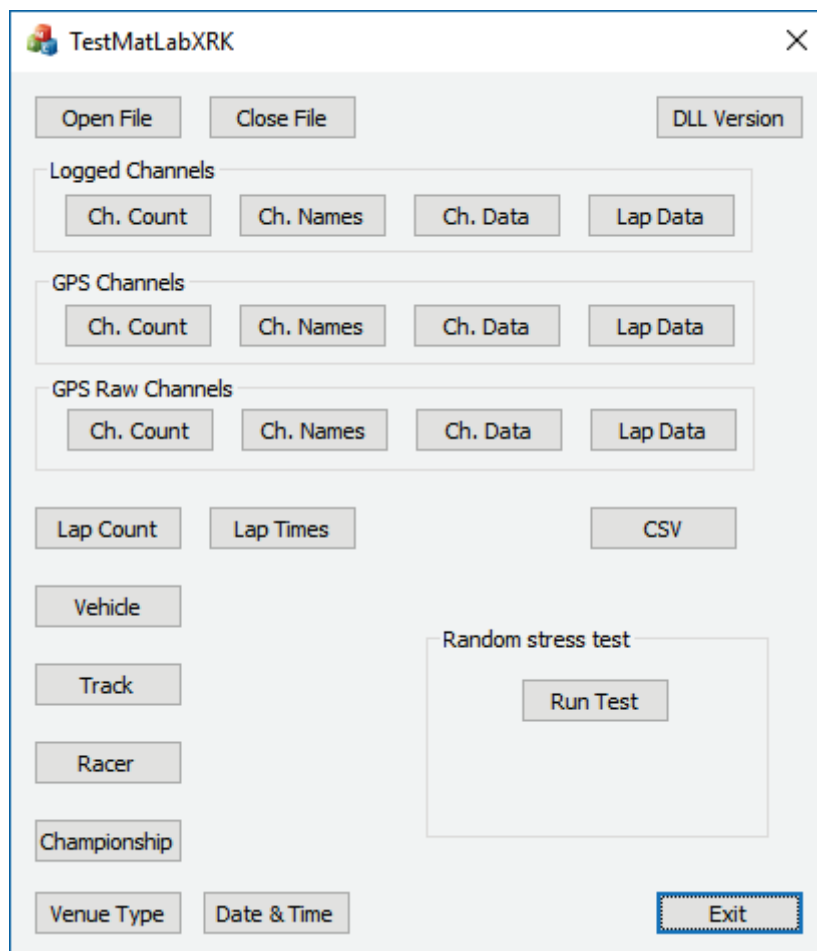 TestMatLabXRK
Open File Close File DLL Version
Logged Channels
Ch. Count Ch. Names Ch. Data Lap Data
GPS Channels
Ch. Count Ch. Names Ch. Data Lap Data
GPS Raw Channels
Ch. Count Ch. Names Ch. Data Lap Data
Lap Count Lap Times CSV
Vehicle
Random stress test
Track
Run Test
Racer
Championship
Venue Type Date & Time Exit